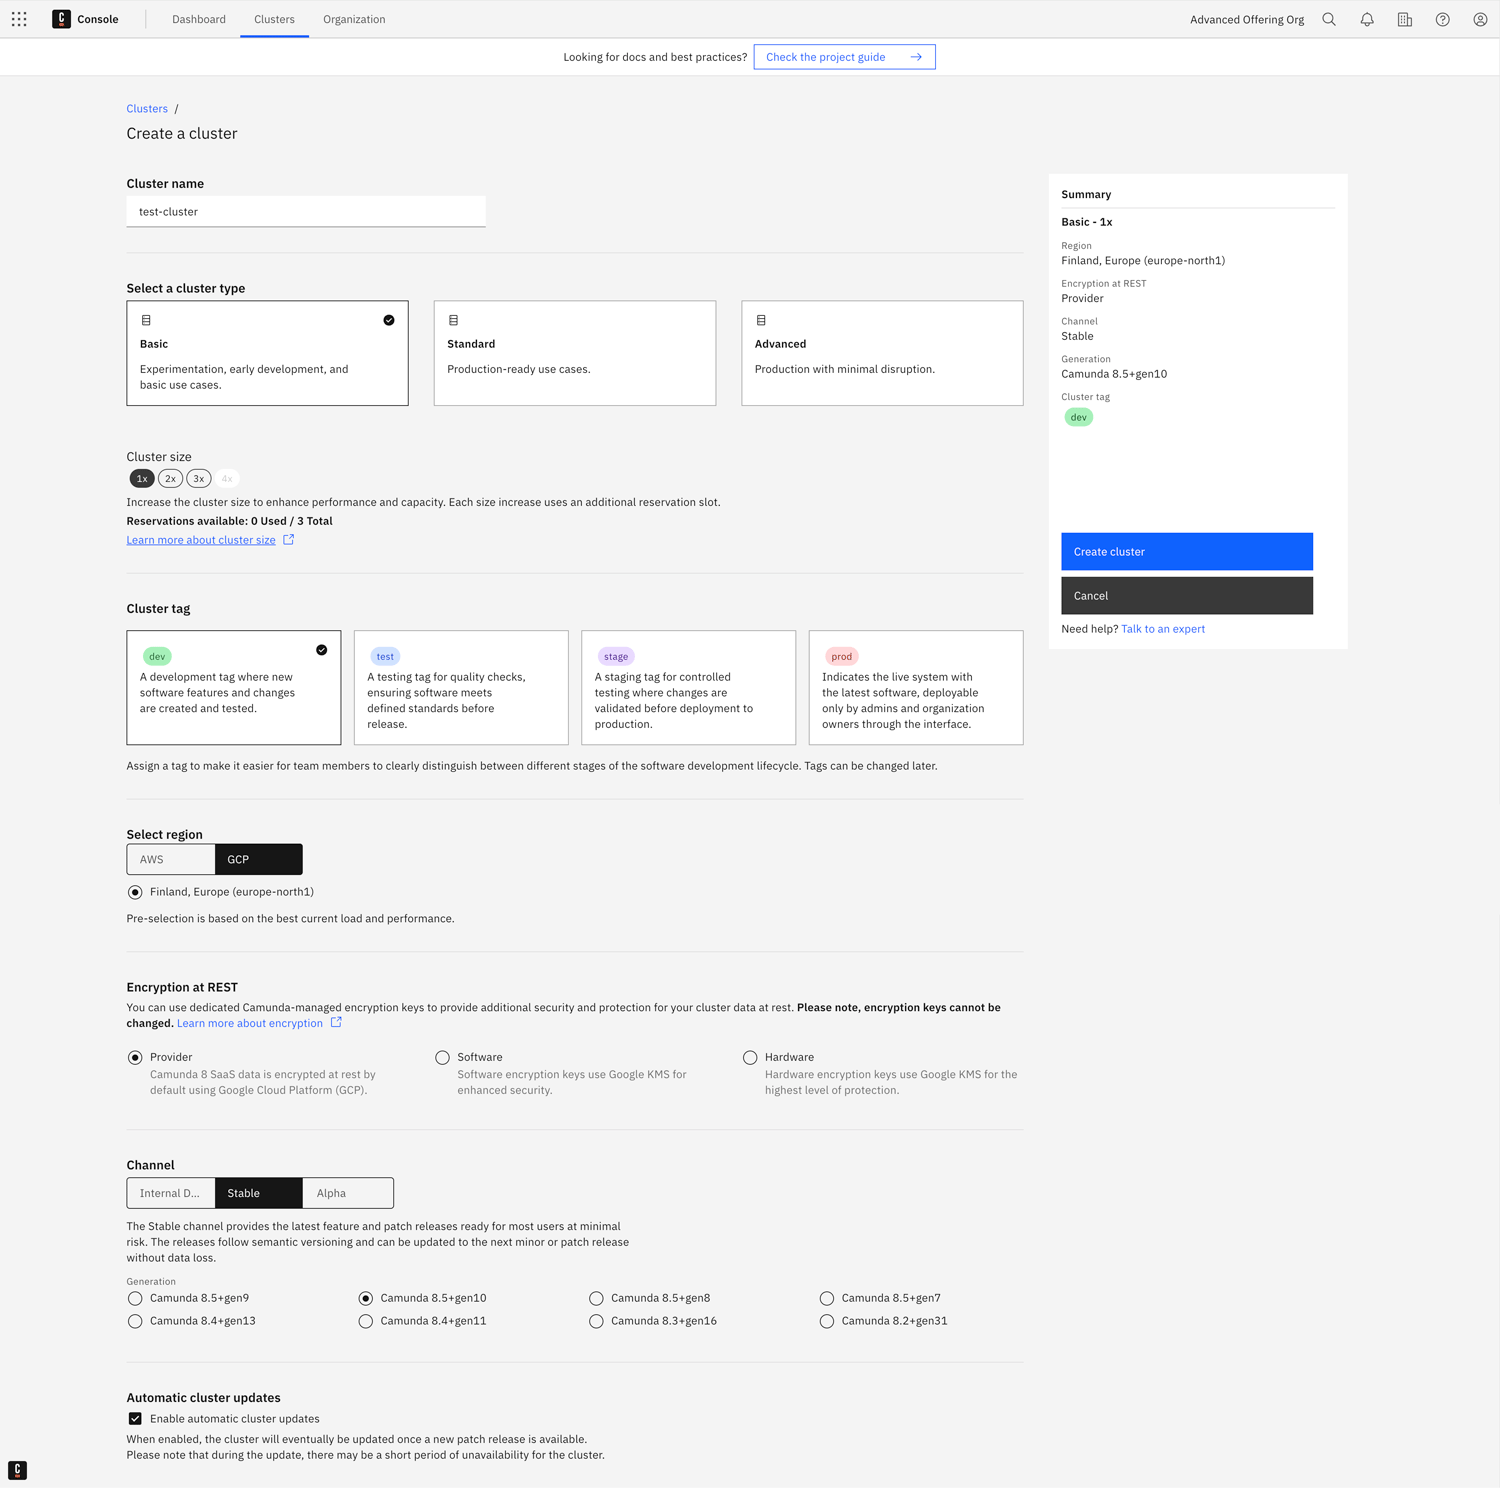 Console
Dashboard
Clusters
Organization
Advanced Offering Org
Looking for docs and best practices?
Check the project guide
Clusters /
Create a cluster
Cluster name
test-cluster
Select a cluster type
Basic
Experimentation, early development, and
basic use cases.
Standard
Production-ready use cases.
Advanced
Production with minimal disruption.
Cluster size
1x
2x
3x
4x
Increase the cluster size to enhance performance and capacity. Each size increase uses an additional reservation slot.
Reservations available: 0 Used / 3 Total
Learn more about cluster size
Cluster tag
dev
A development tag where new
software features and changes
are created and tested.
test
A testing tag for quality checks,
ensuring software meets
defined standards before
release.
stage
A staging tag for controlled
testing where changes are
validated before deployment to
production.
prod
Indicates the live system with
the latest software, deployable
only by admins and organization
owners through the interface.
Assign a tag to make it easier for team members to clearly distinguish between different stages of the software development lifecycle. Tags can be changed later.
Select region
AWS
GCP
Finland, Europe (europe-north1)
Pre-selection is based on the best current load and performance.
Encryption at REST
You can use dedicated Camunda-managed encryption keys to provide additional security and protection for your cluster data at rest. Please note, encryption keys cannot be
changed. Learn more about encryption
Provider
Camunda 8 SaaS data is encrypted at rest by
default using Google Cloud Platform (GCP).
Software
Software encryption keys use Google KMS for
enhanced security.
Hardware
Hardware encryption keys use Google KMS for the
highest level of protection.
Channel
Internal D...
Stable
Alpha
The Stable channel provides the latest feature and patch releases ready for most users at minimal
risk. The releases follow semantic versioning and can be updated to the next minor or patch release
without data loss.
Generation
Camunda 8.5+gen9
Camunda 8.5+gen10
Camunda 8.5+gen8
Camunda 8.5+gen7
Camunda 8.4+gen13
Camunda 8.4+gen11
Camunda 8.3+gen16
Camunda 8.2+gen31
Automatic cluster updates
Enable automatic cluster updates
When enabled, the cluster will eventually be updated once a new patch release is available.
Please note that during the update, there may be a short period of unavailability for the cluster.
Summary
Basic - 1x
Region
Finland, Europe (europe-north1)
Encryption at REST
Provider
Channel
Stable
Generation
Camunda 8.5+gen10
Cluster tag
dev
Create cluster
Cancel
Need help? Talk to an expert